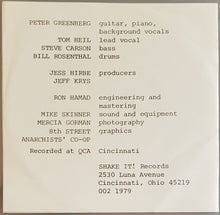 PETER GREENBERG guitar, piano,
background vocals
TOM HEIL lead vocal
STEVE CARSON bass
BILL ROSENTHAL drums
JESS HIRBE producers
JEFF KRYS
RON HAMAD engineering and
mastering
MIKE SKINNER sound and equipment
MERCIA GORMAN photography
8th STREET graphics
ANARCHISTS' CO-OP
Recorded at QCA Cincinnati
SHAKE IT! Records
2530 Luna Avenue
Cincinnati, Ohio 45219
002 1979